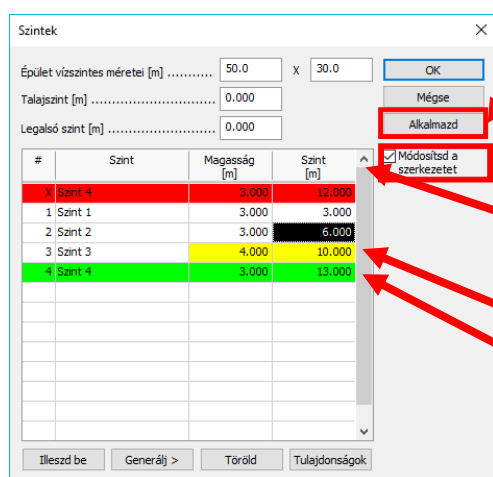 Szintek
Épület vízszintes méretei [m] ........... 50.0 X 30.0 OK
Talajszint [m] ............................ 0.000 Mégse
Legalsó szint [m] ........................ 0.000 Alkalmazd
Módosítsd a
szerkezetet
# Szint Magasság [m] Szint [m]
X Szint 4 3.000 12.000
1 Szint 1 3.000 3.000
2 Szint 2 3.000 6.000
3 Szint 3 4.000 10.000
4 Szint 4 3.000 13.000
Illeszd be Generálj > Töröld Tulajdonságok